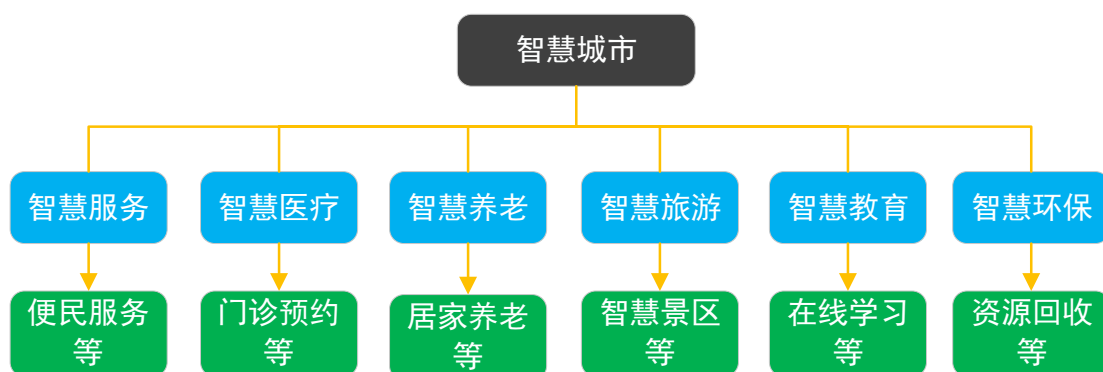 智慧城市
智慧服务
智慧医疗
智慧养老
智慧旅游
智慧教育
智慧环保
便民服务
等
门诊预约
等
居家养老
等
智慧景区
等
在线学习
等
资源回收
等